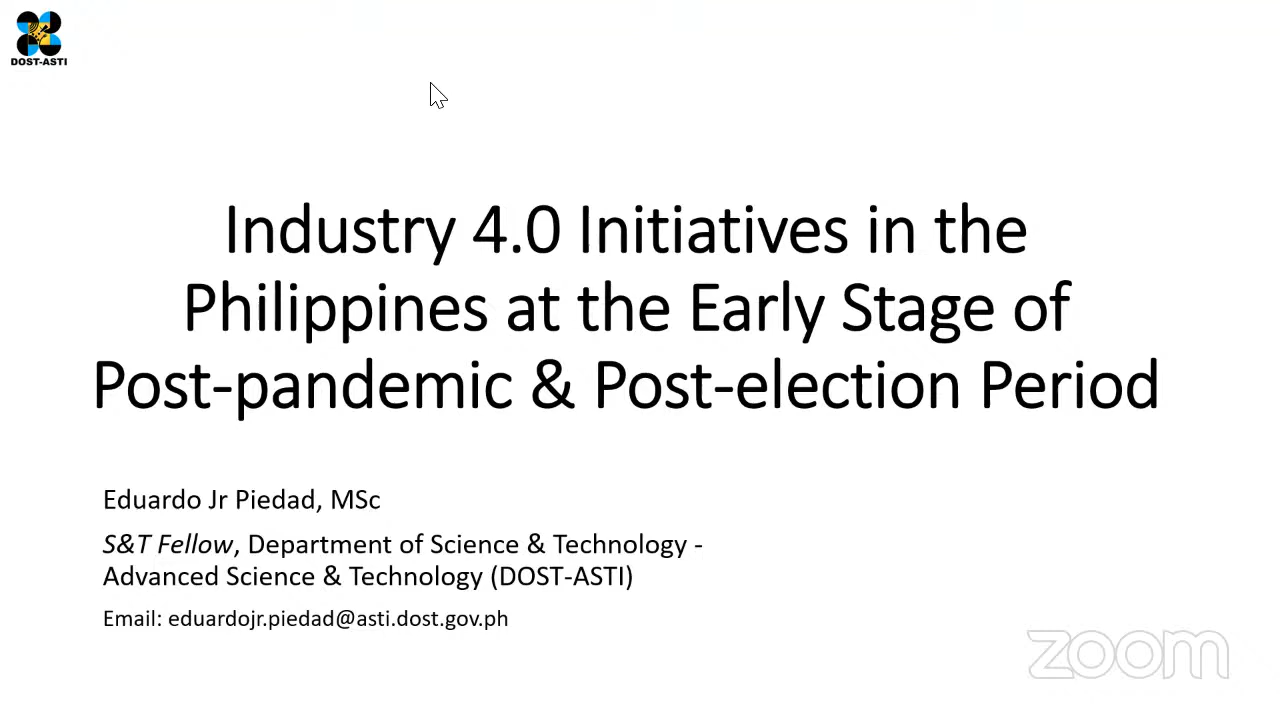 DOST-ASTI
Industry 4.0 Initiatives in the
Philippines at the Early Stage of
Post-pandemic & Post-election Period
Eduardo Jr Piedad, MSc
S&T Fellow, Department of Science & Technology -
Advanced Science & Technology (DOST-ASTI)
Email: eduardojr.piedad@asti.dost.gov.ph
zoom